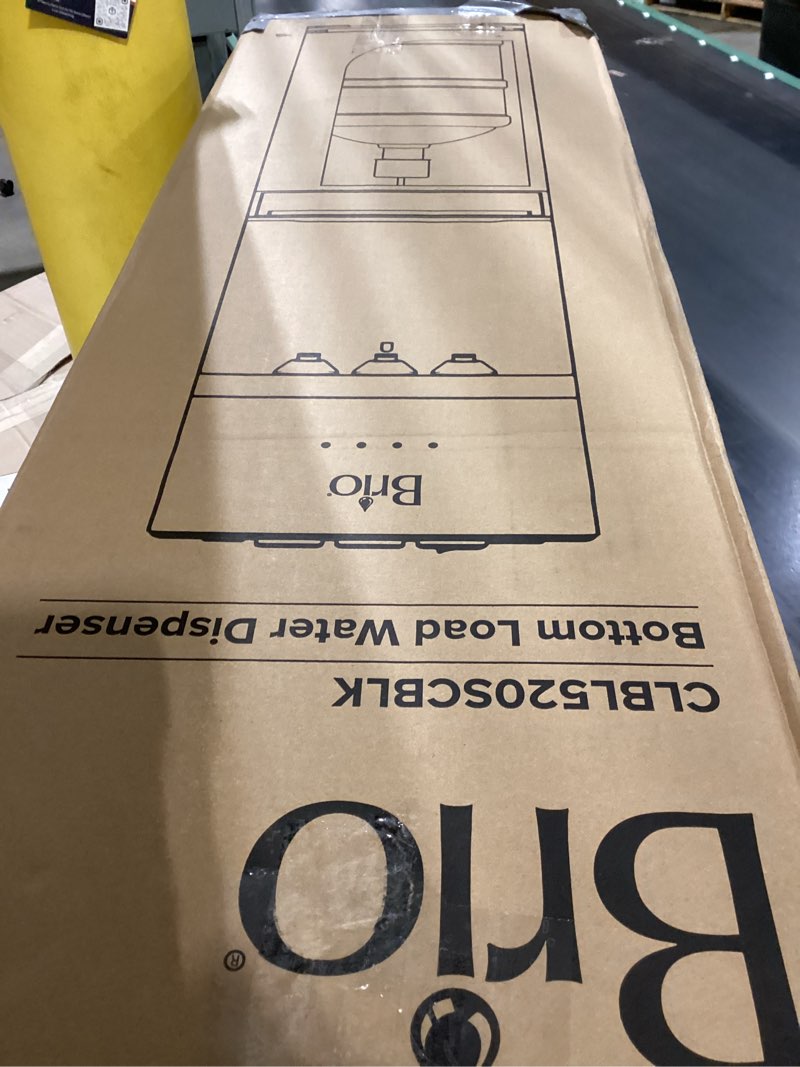 Brio®
CLBL520SCBLK
Bottom Load Water Dispenser
Brio